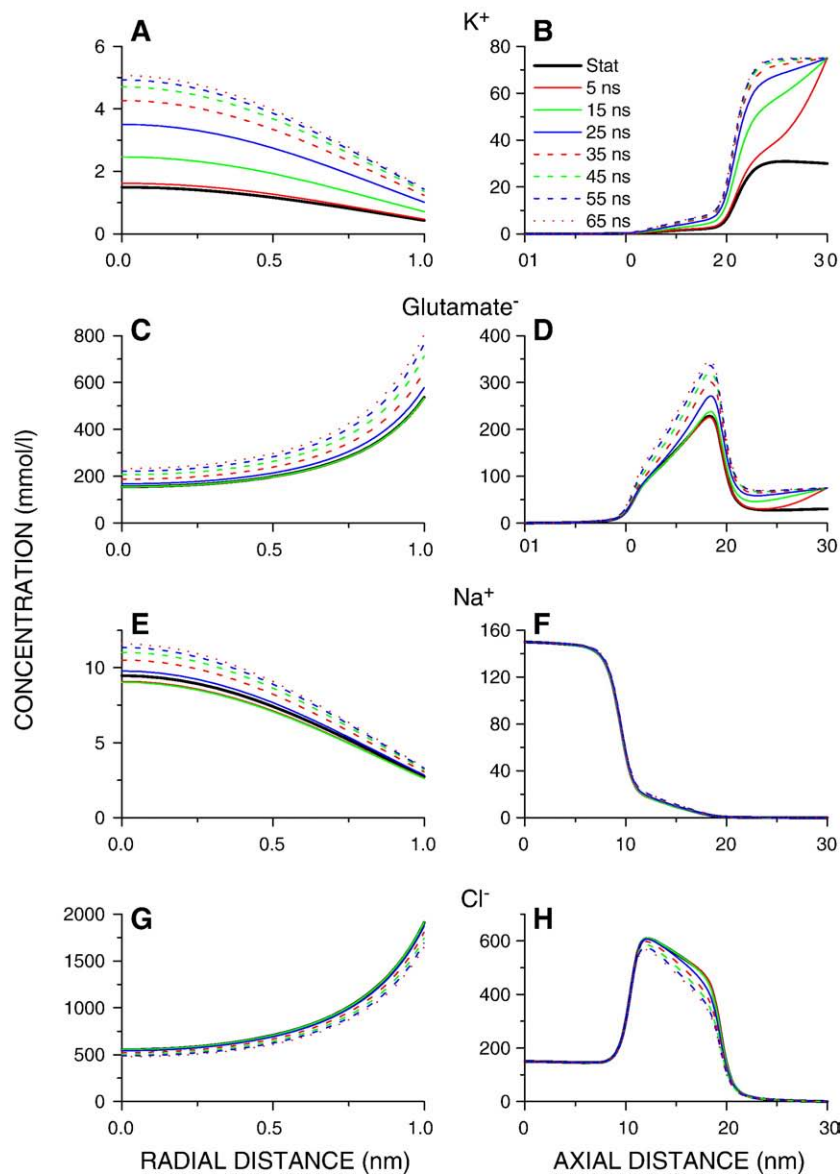 A K⁺ B
6
4
2
0
0.0 0.5 1.0
80
60
40
20
0
01 0 20 30
Stat
5 ns
15 ns
25 ns
35 ns
45 ns
55 ns
65 ns
C Glutamate⁻ D
800
600
400
200
0
0.0 0.5 1.0
400
300
200
100
0
01 0 20 30
CONCENTRATION (mmol/l)
E Na⁺ F
10
5
0
0.0 0.5 1.0
160
120
80
40
0
0 10 20 30
G Cl⁻ H
2000
1500
1000
500
0
0.0 0.5 1.0
600
400
200
0
0 10 20 30
RADIAL DISTANCE (nm) AXIAL DISTANCE (nm)